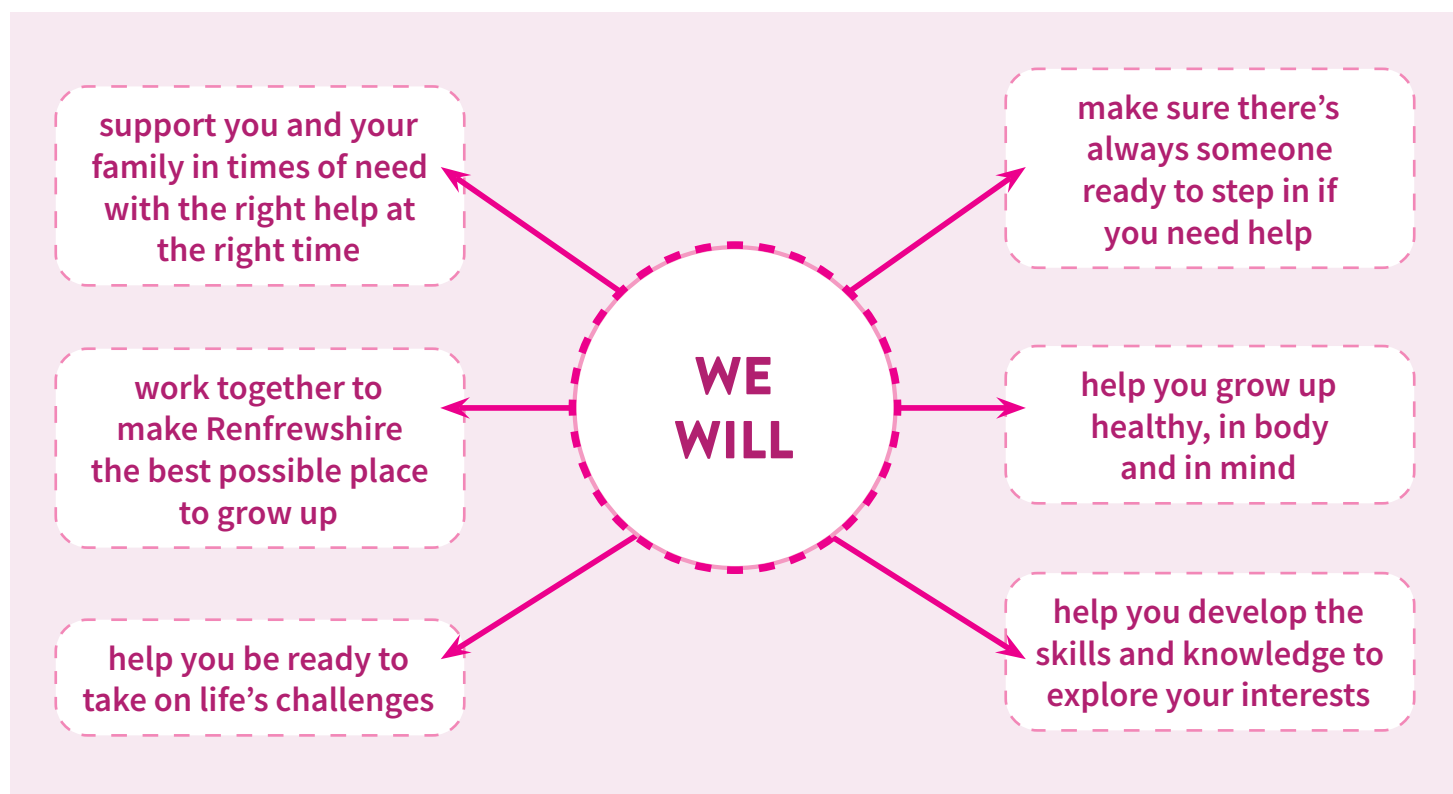 support you and your
family in times of need
with the right help at
the right time
work together to
make Renfrewshire
the best possible place
to grow up
help you be ready to
take on life’s challenges
WE
WILL
make sure there’s
always someone
ready to step in if
you need help
help you grow up
healthy, in body
and in mind
help you develop the
skills and knowledge to
explore your interests